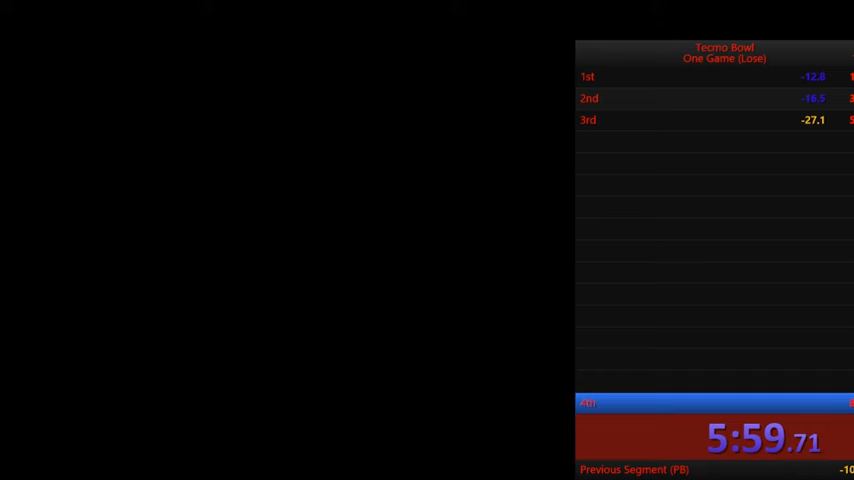 Tecmo Bowl
One Game (Lose)
1st -12.8
2nd -16.5
3rd -27.1
4th
5:59.71
Previous Segment (PB) -10